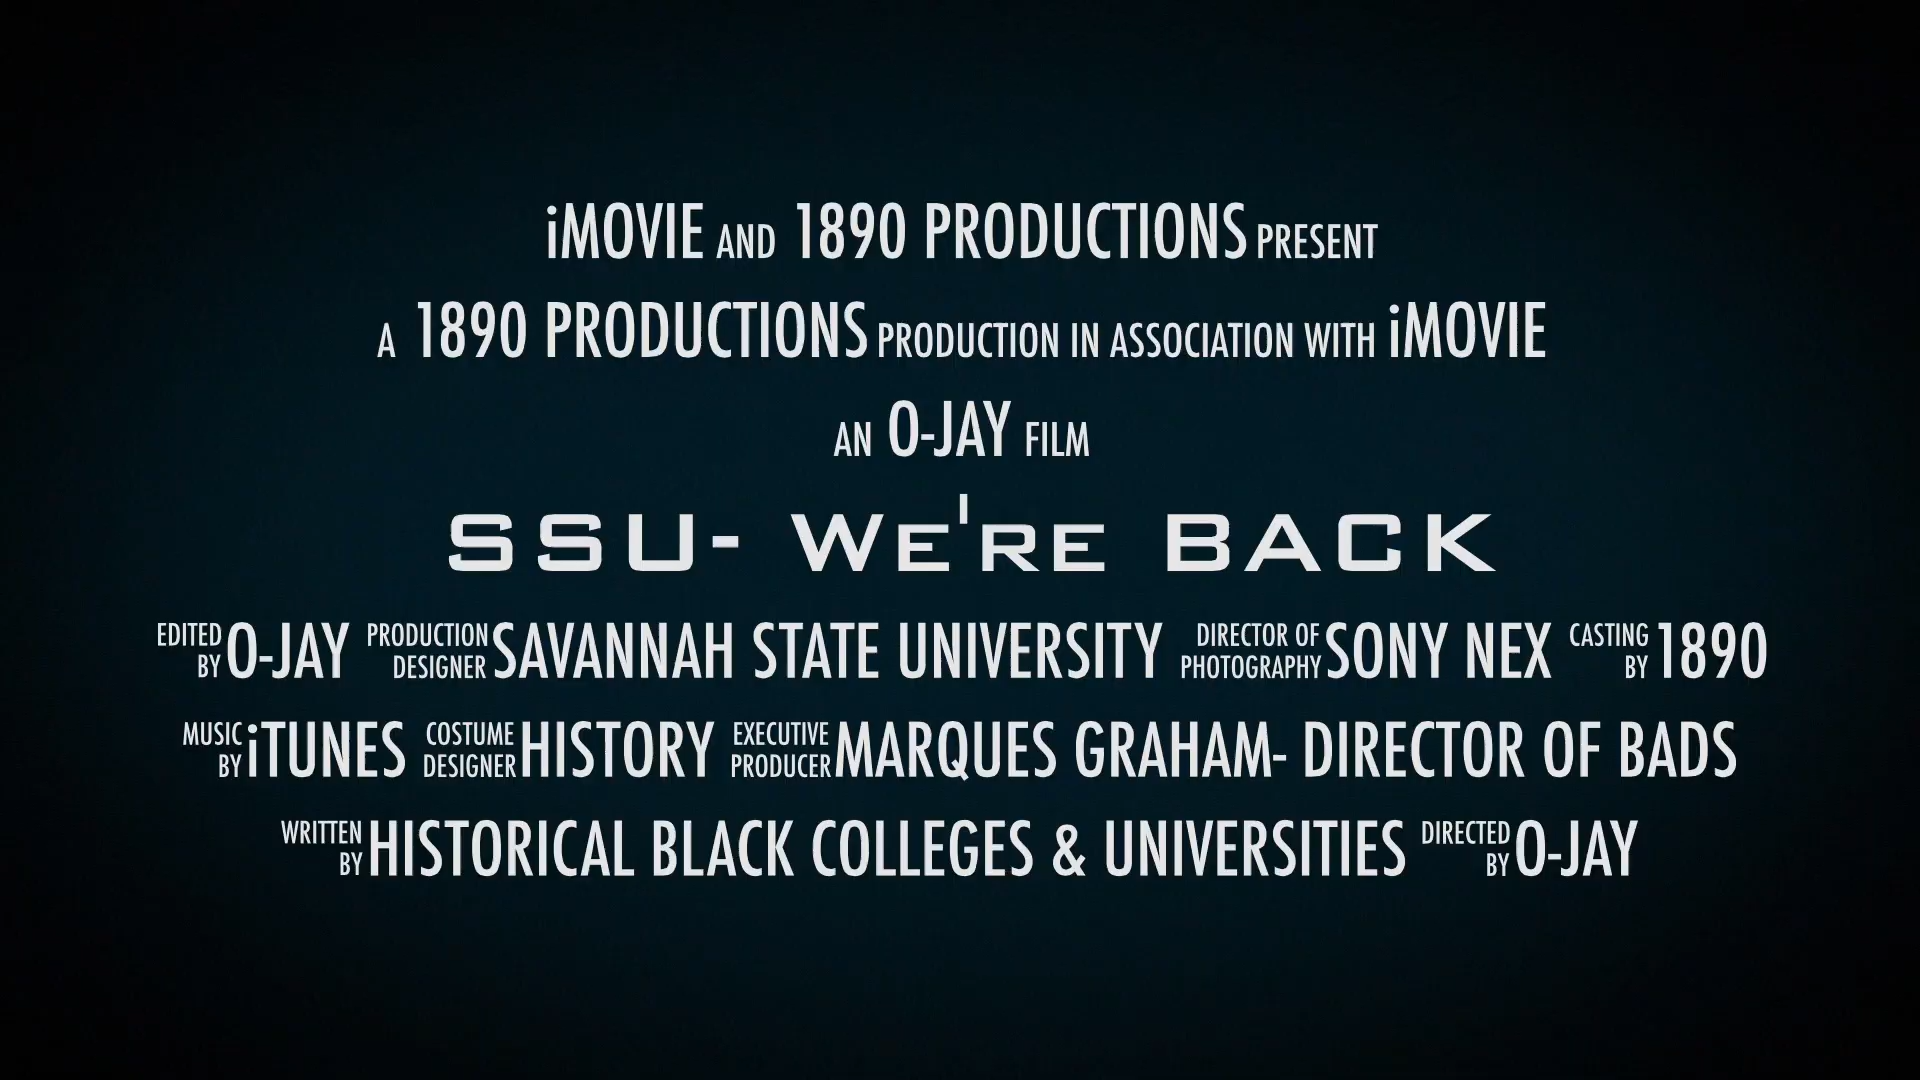 iMOVIE AND 1890 PRODUCTIONS PRESENT
A 1890 PRODUCTIONS PRODUCTION IN ASSOCIATION WITH iMOVIE
AN O-JAY FILM
SSU- WE'RE BACK
EDITED BY O-JAY PRODUCTION DESIGNER SAVANNAH STATE UNIVERSITY DIRECTOR OF PHOTOGRAPHY SONY NEX CASTING BY 1890
MUSIC BY iTUNES COSTUME DESIGNER HISTORY EXECUTIVE PRODUCER MARQUES GRAHAM- DIRECTOR OF BADS
WRITTEN BY HISTORICAL BLACK COLLEGES & UNIVERSITIES DIRECTED BY O-JAY